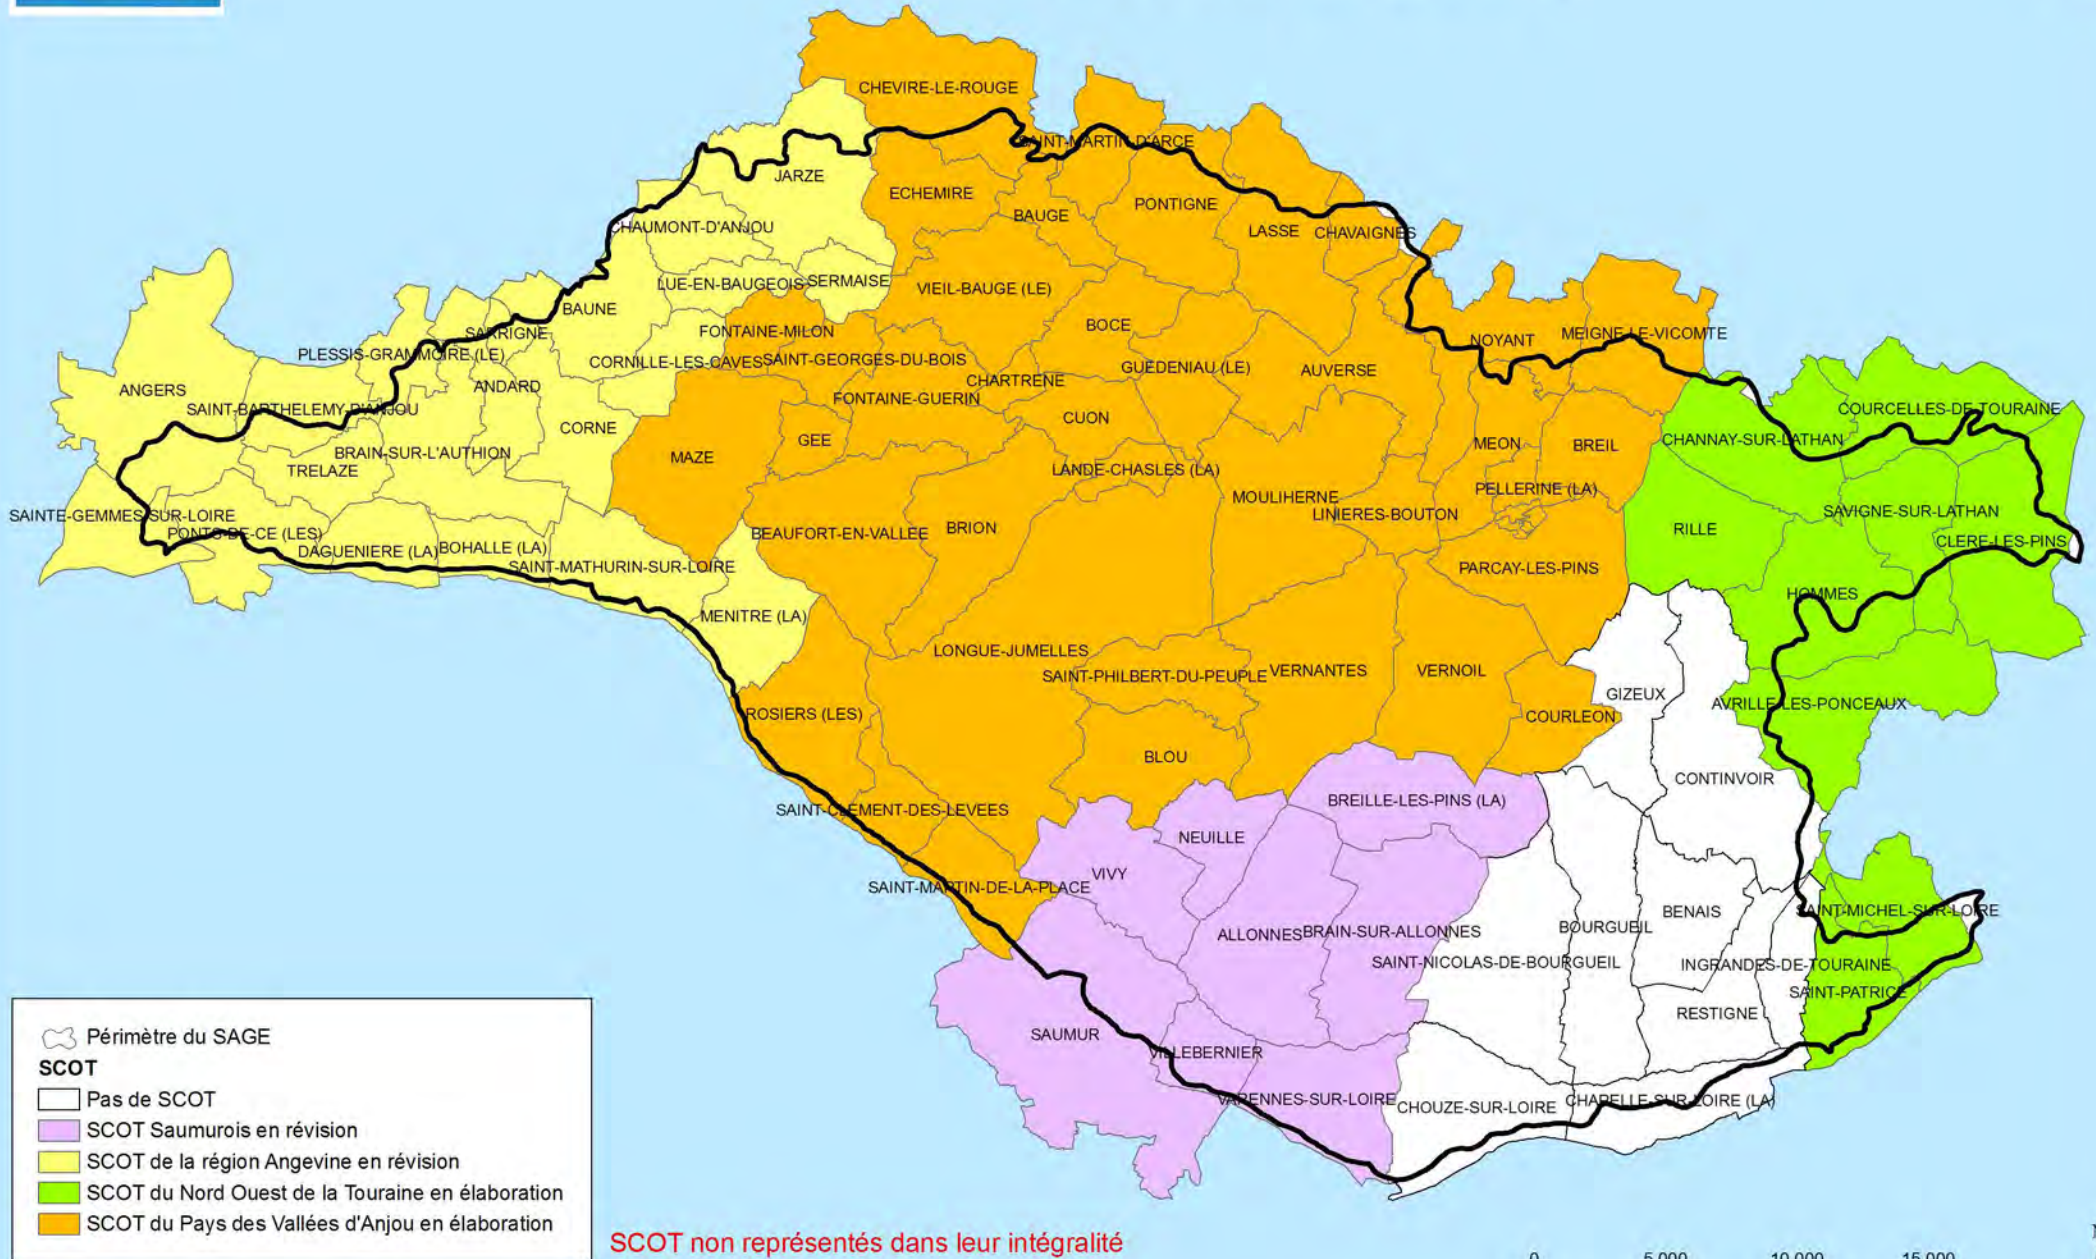 CHEVIRE-LE-ROUGE
SAINT-MARTIN-D'ARCE
JARZE
ECHEMIRE
BAUGE
PONTIGNE
LASSE
CHAVAIGNES
CHAUMONT-D'ANJOU
LUE-EN-BAUGEOIS
SERMAISE
VIEIL-BAUGE (LE)
BAUNE
SARRIGNE
FONTAINE-MILON
BOCE
NOYANT
MEIGNE-LE-VICOMTE
PLESSIS-GRAMMOIRE (LE)
CORNILLE-LES-CAVES
SAINT-GEORGES-DU-BOIS
GUEDENIAU (LE)
AUVERSE
ANGERS
ANDARD
CHARTRENE
FONTAINE-GUERIN
SAINT-BARTHELEMY-D'ANJOU
CUON
COURCELLES-DE-TOURAINE
CORNE
GEE
MEON
BREIL
CHANNAY-SUR-LATHAN
BRAIN-SUR-L'AUTHION
MAZE
TRELAZE
LANDE-CHASLES (LA)
MOULIHERNE
PELLERINE (LA)
LINIERES-BOUTON
SAVIGNE-SUR-LATHAN
SAINTE-GEMMES-SUR-LOIRE
PONTS-DE-CE (LES)
BEAUFORT-EN-VALLEE
BRION
RILLE
CLERE-LES-PINS
DAGUENIERE (LA)
BOHALLE (LA)
SAINT-MATHURIN-SUR-LOIRE
PARCAY-LES-PINS
HOMMES
MENITRE (LA)
LONGUE-JUMELLES
SAINT-PHILBERT-DU-PEUPLE
VERNANTES
VERNOIL
GIZEUX
AVRILLE-LES-PONCEAUX
ROSIERS (LES)
COURLEON
BLOU
CONTINVOIR
SAINT-CLEMENT-DES-LEVEES
BREILLE-LES-PINS (LA)
NEUILLE
VIVY
SAINT-MARTIN-DE-LA-PLACE
BENAIS
SAINT-MICHEL-SUR-LOIRE
ALLONNES
BRAIN-SUR-ALLONNES
BOURGUEIL
SAINT-NICOLAS-DE-BOURGUEIL
INGRANDES-DE-TOURAINE
SAINT-PATRICE
RESTIGNE
SAUMUR
VILLEBERNIER
VARENNES-SUR-LOIRE
CHOUZE-SUR-LOIRE
CHAPELLE-SUR-LOIRE (LA)
Périmètre du SAGE
SCOT
Pas de SCOT
SCOT Saumurois en révision
SCOT de la région Angevine en révision
SCOT du Nord Ouest de la Touraine en élaboration
SCOT du Pays des Vallées d'Anjou en élaboration
SCOT non représentés dans leur intégralité
0 5 000 10 000 15 000